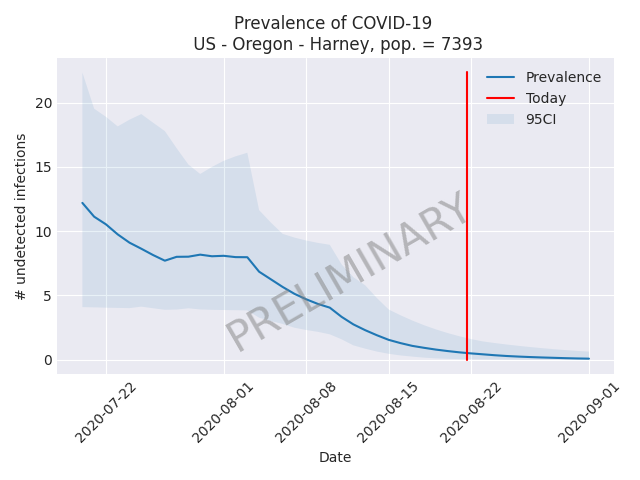 Prevalence of COVID-19
US - Oregon - Harney, pop. = 7393
Prevalence
Today
95CI
# undetected infections
20
15
10
5
0
PRELIMINARY
2020-07-22
2020-08-01
2020-08-08
2020-08-15
2020-08-22
2020-09-01
Date